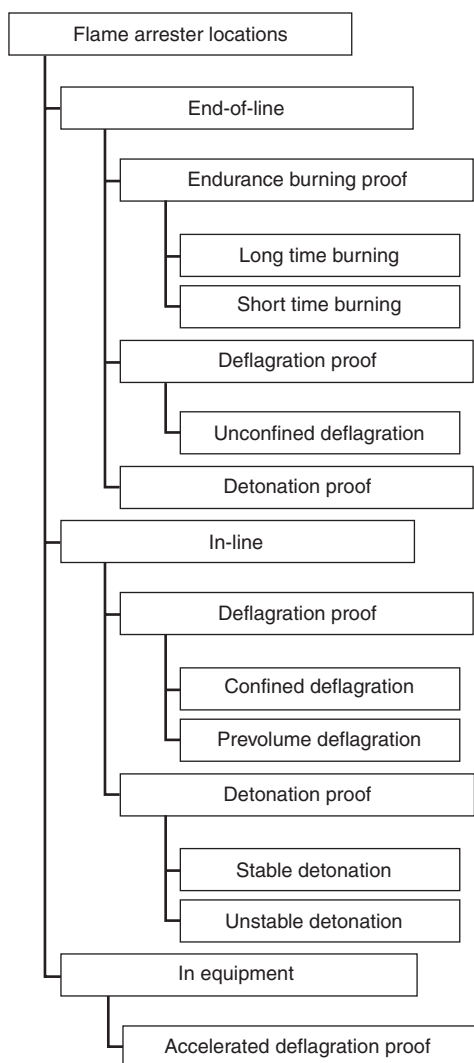 Flame arrester locations
End-of-line
Endurance burning proof
Long time burning
Short time burning
Deflagration proof
Unconfined deflagration
Detonation proof
In-line
Deflagration proof
Confined deflagration
Prevolume deflagration
Detonation proof
Stable detonation
Unstable detonation
In equipment
Accelerated deflagration proof